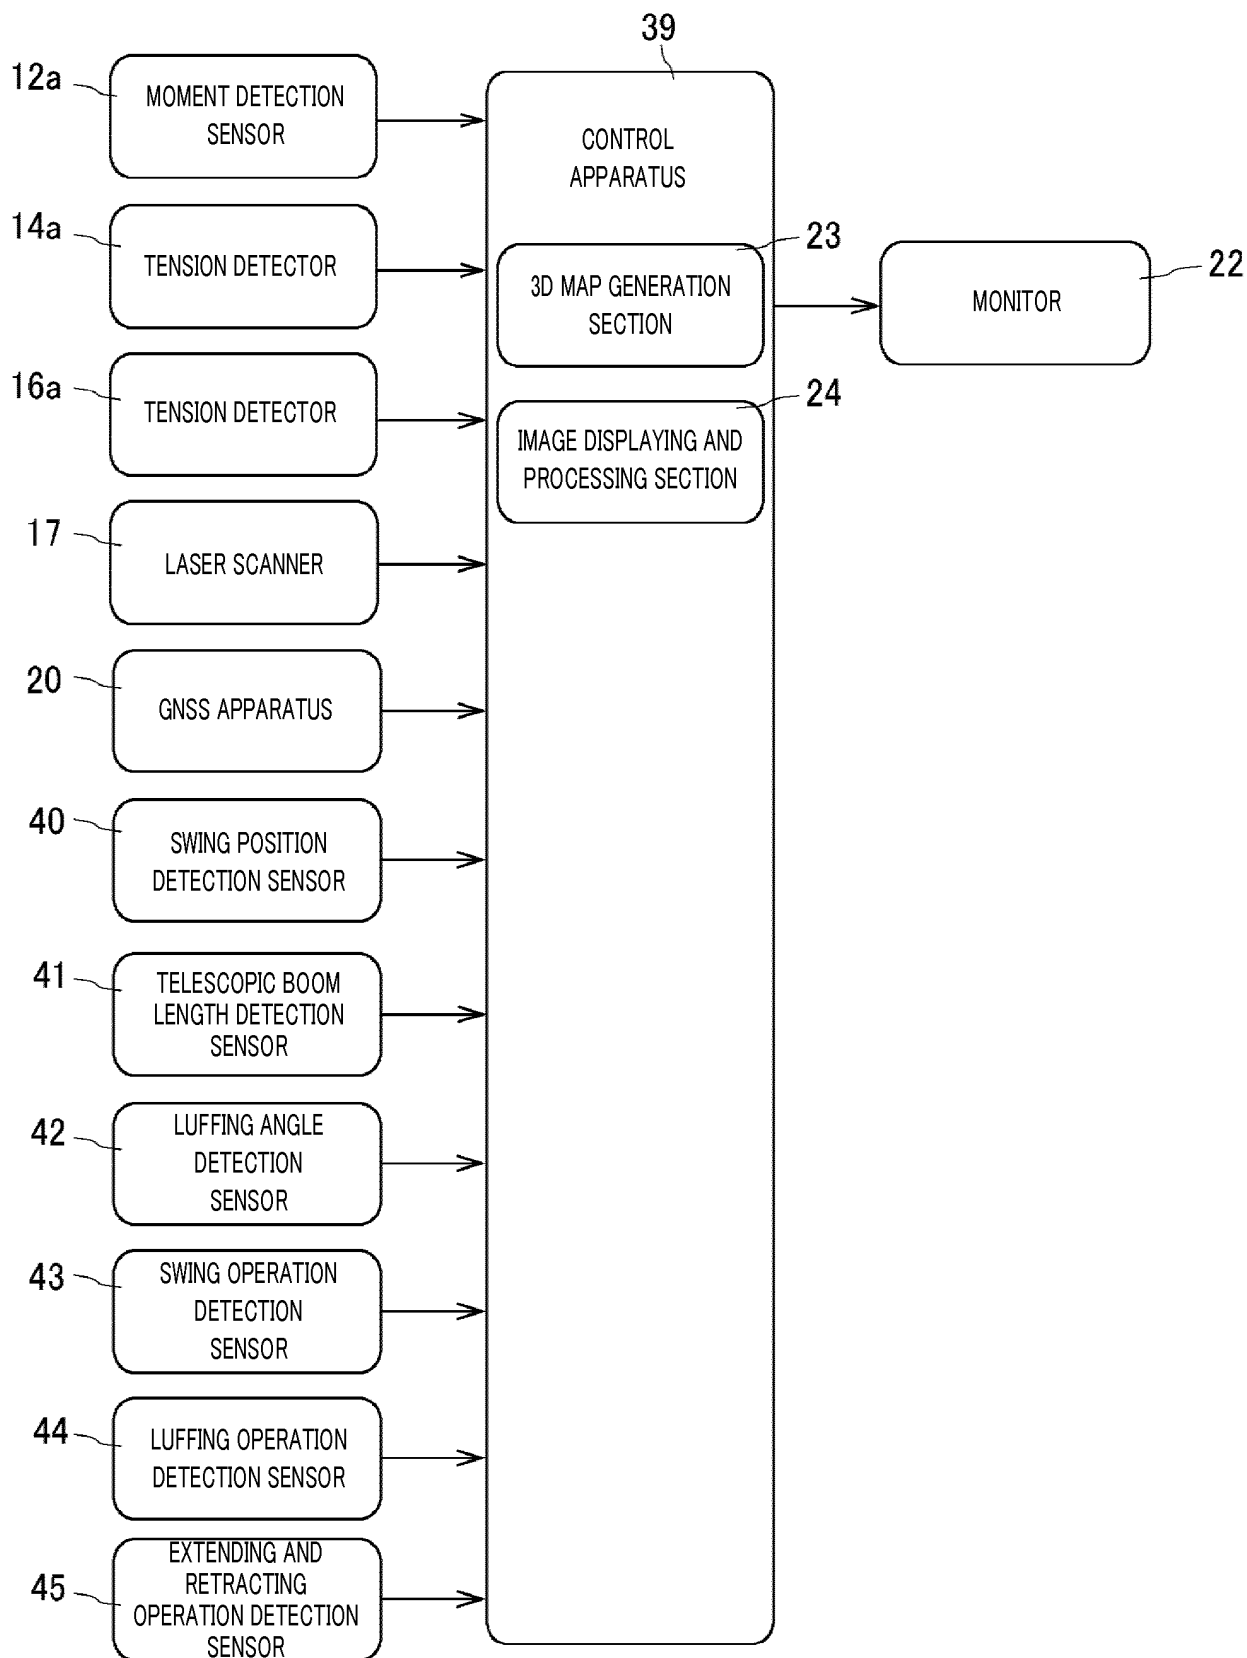 39
12a
MOMENT DETECTION
SENSOR
CONTROL
APPARATUS
14a
TENSION DETECTOR
23
3D MAP GENERATION
SECTION
22
MONITOR
16a
TENSION DETECTOR
24
IMAGE DISPLAYING AND
PROCESSING SECTION
17
LASER SCANNER
20
GNSS APPARATUS
40
SWING POSITION
DETECTION SENSOR
41
TELESCOPIC BOOM
LENGTH DETECTION
SENSOR
42
LUFFING ANGLE
DETECTION
SENSOR
43
SWING OPERATION
DETECTION
SENSOR
44
LUFFING OPERATION
DETECTION SENSOR
45
EXTENDING AND
RETRACTING
OPERATION DETECTION
SENSOR